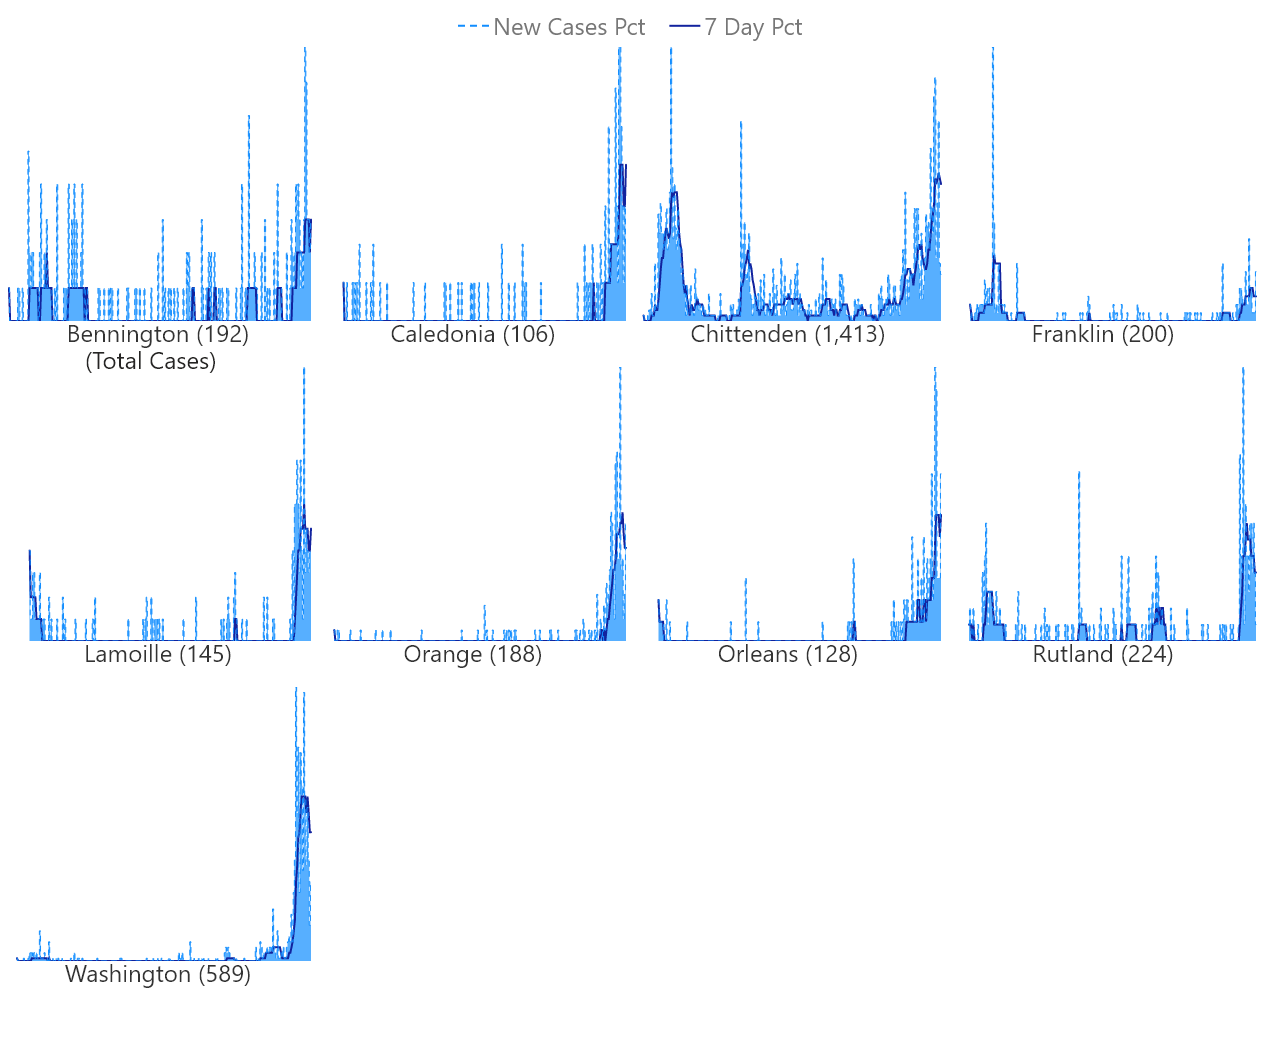 New Cases Pct 7 Day Pct
Bennington (192) Caledonia (106) Chittenden (1,413) Franklin (200)
(Total Cases)
Lamoille (145) Orange (188) Orleans (128) Rutland (224)
Washington (589)